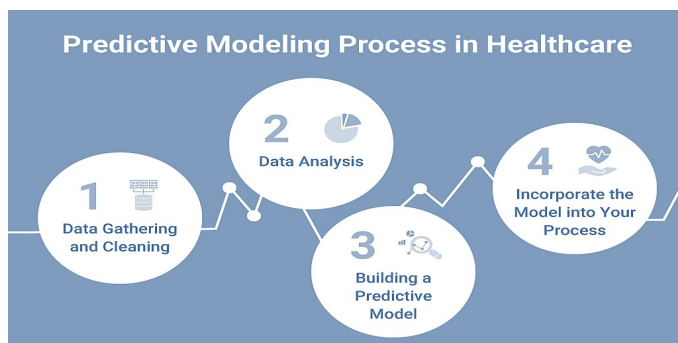 Predictive Modeling Process in Healthcare
1
Data Gathering
and Cleaning
2
Data Analysis
3
Building a
Predictive
Model
4
Incorporate the
Model into Your
Process